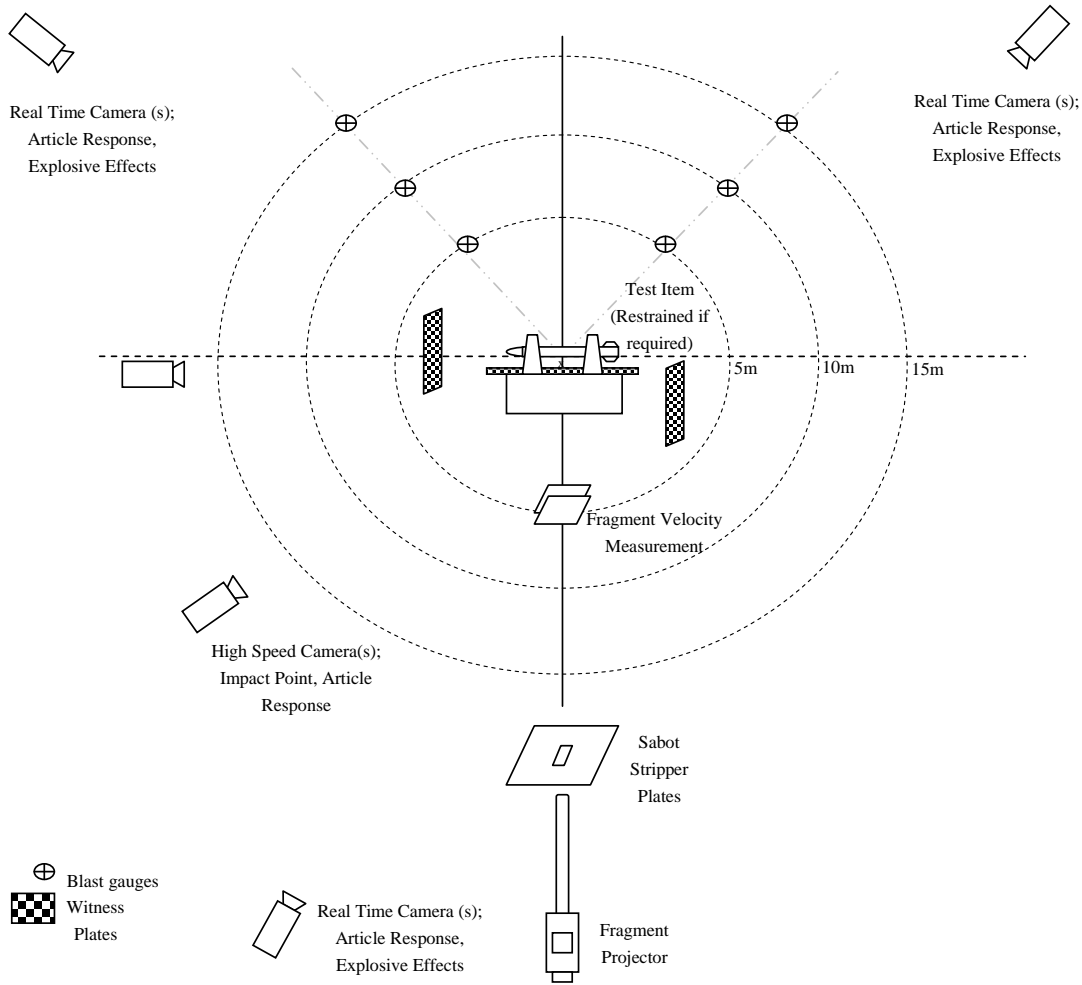 Real Time Camera (s);
Article Response,
Explosive Effects
Real Time Camera (s);
Article Response,
Explosive Effects
Test Item
(Restrained if
required)
5m
10m
15m
Fragment Velocity
Measurement
High Speed Camera(s);
Impact Point, Article
Response
Sabot
Stripper
Plates
Blast gauges
Witness
Plates
Real Time Camera (s);
Article Response,
Explosive Effects
Fragment
Projector